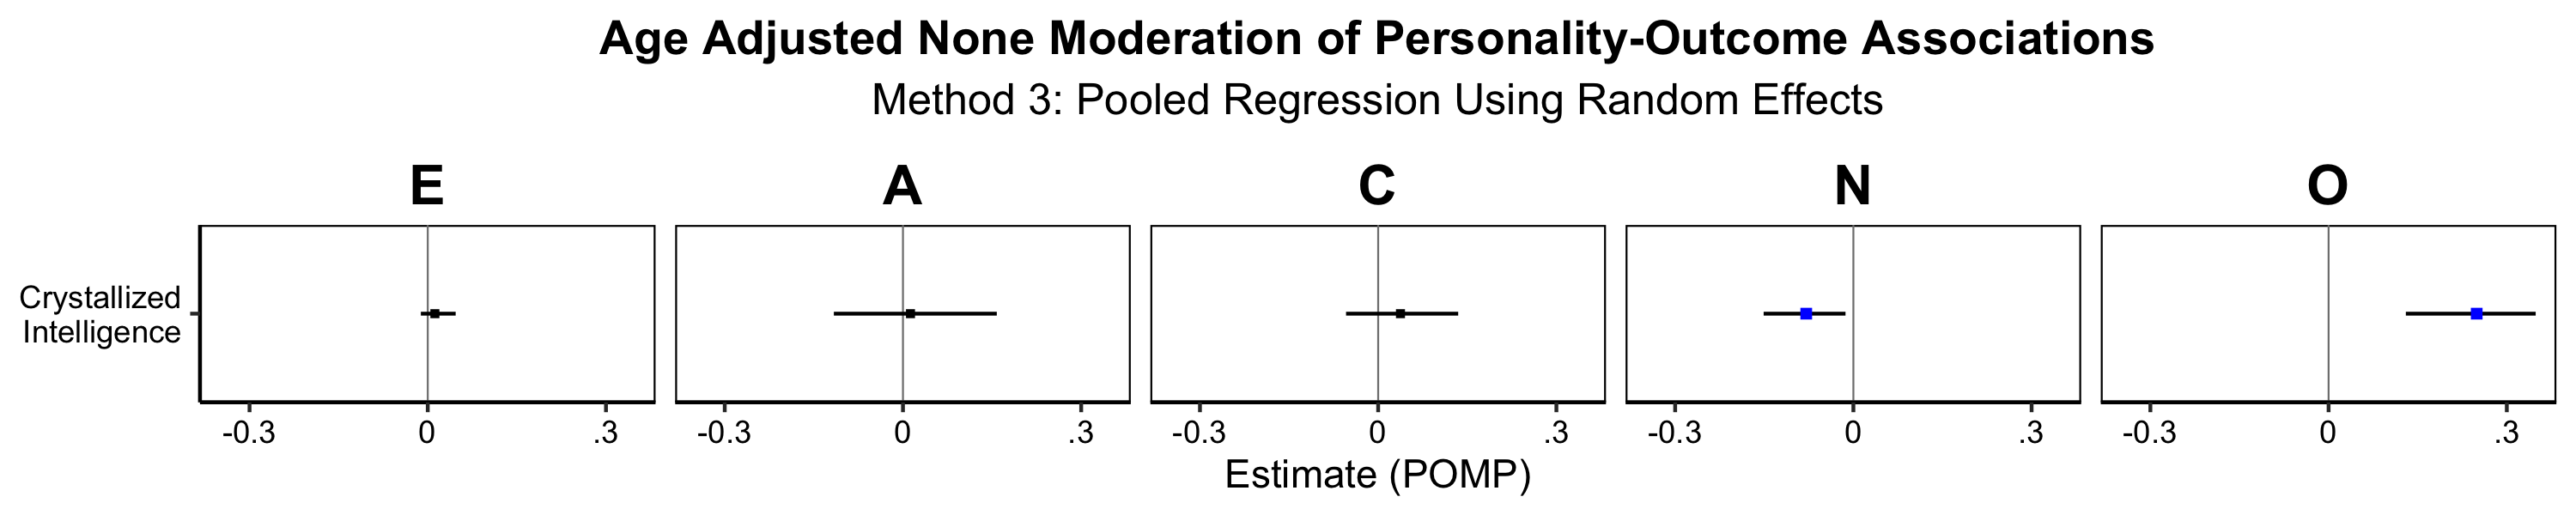 Age Adjusted None Moderation of Personality-Outcome Associations
Method 3: Pooled Regression Using Random Effects
E A C N O
Crystallized
Intelligence
-0.3 0 .3 -0.3 0 .3 -0.3 0 .3 -0.3 0 .3 -0.3 0 .3
Estimate (POMP)